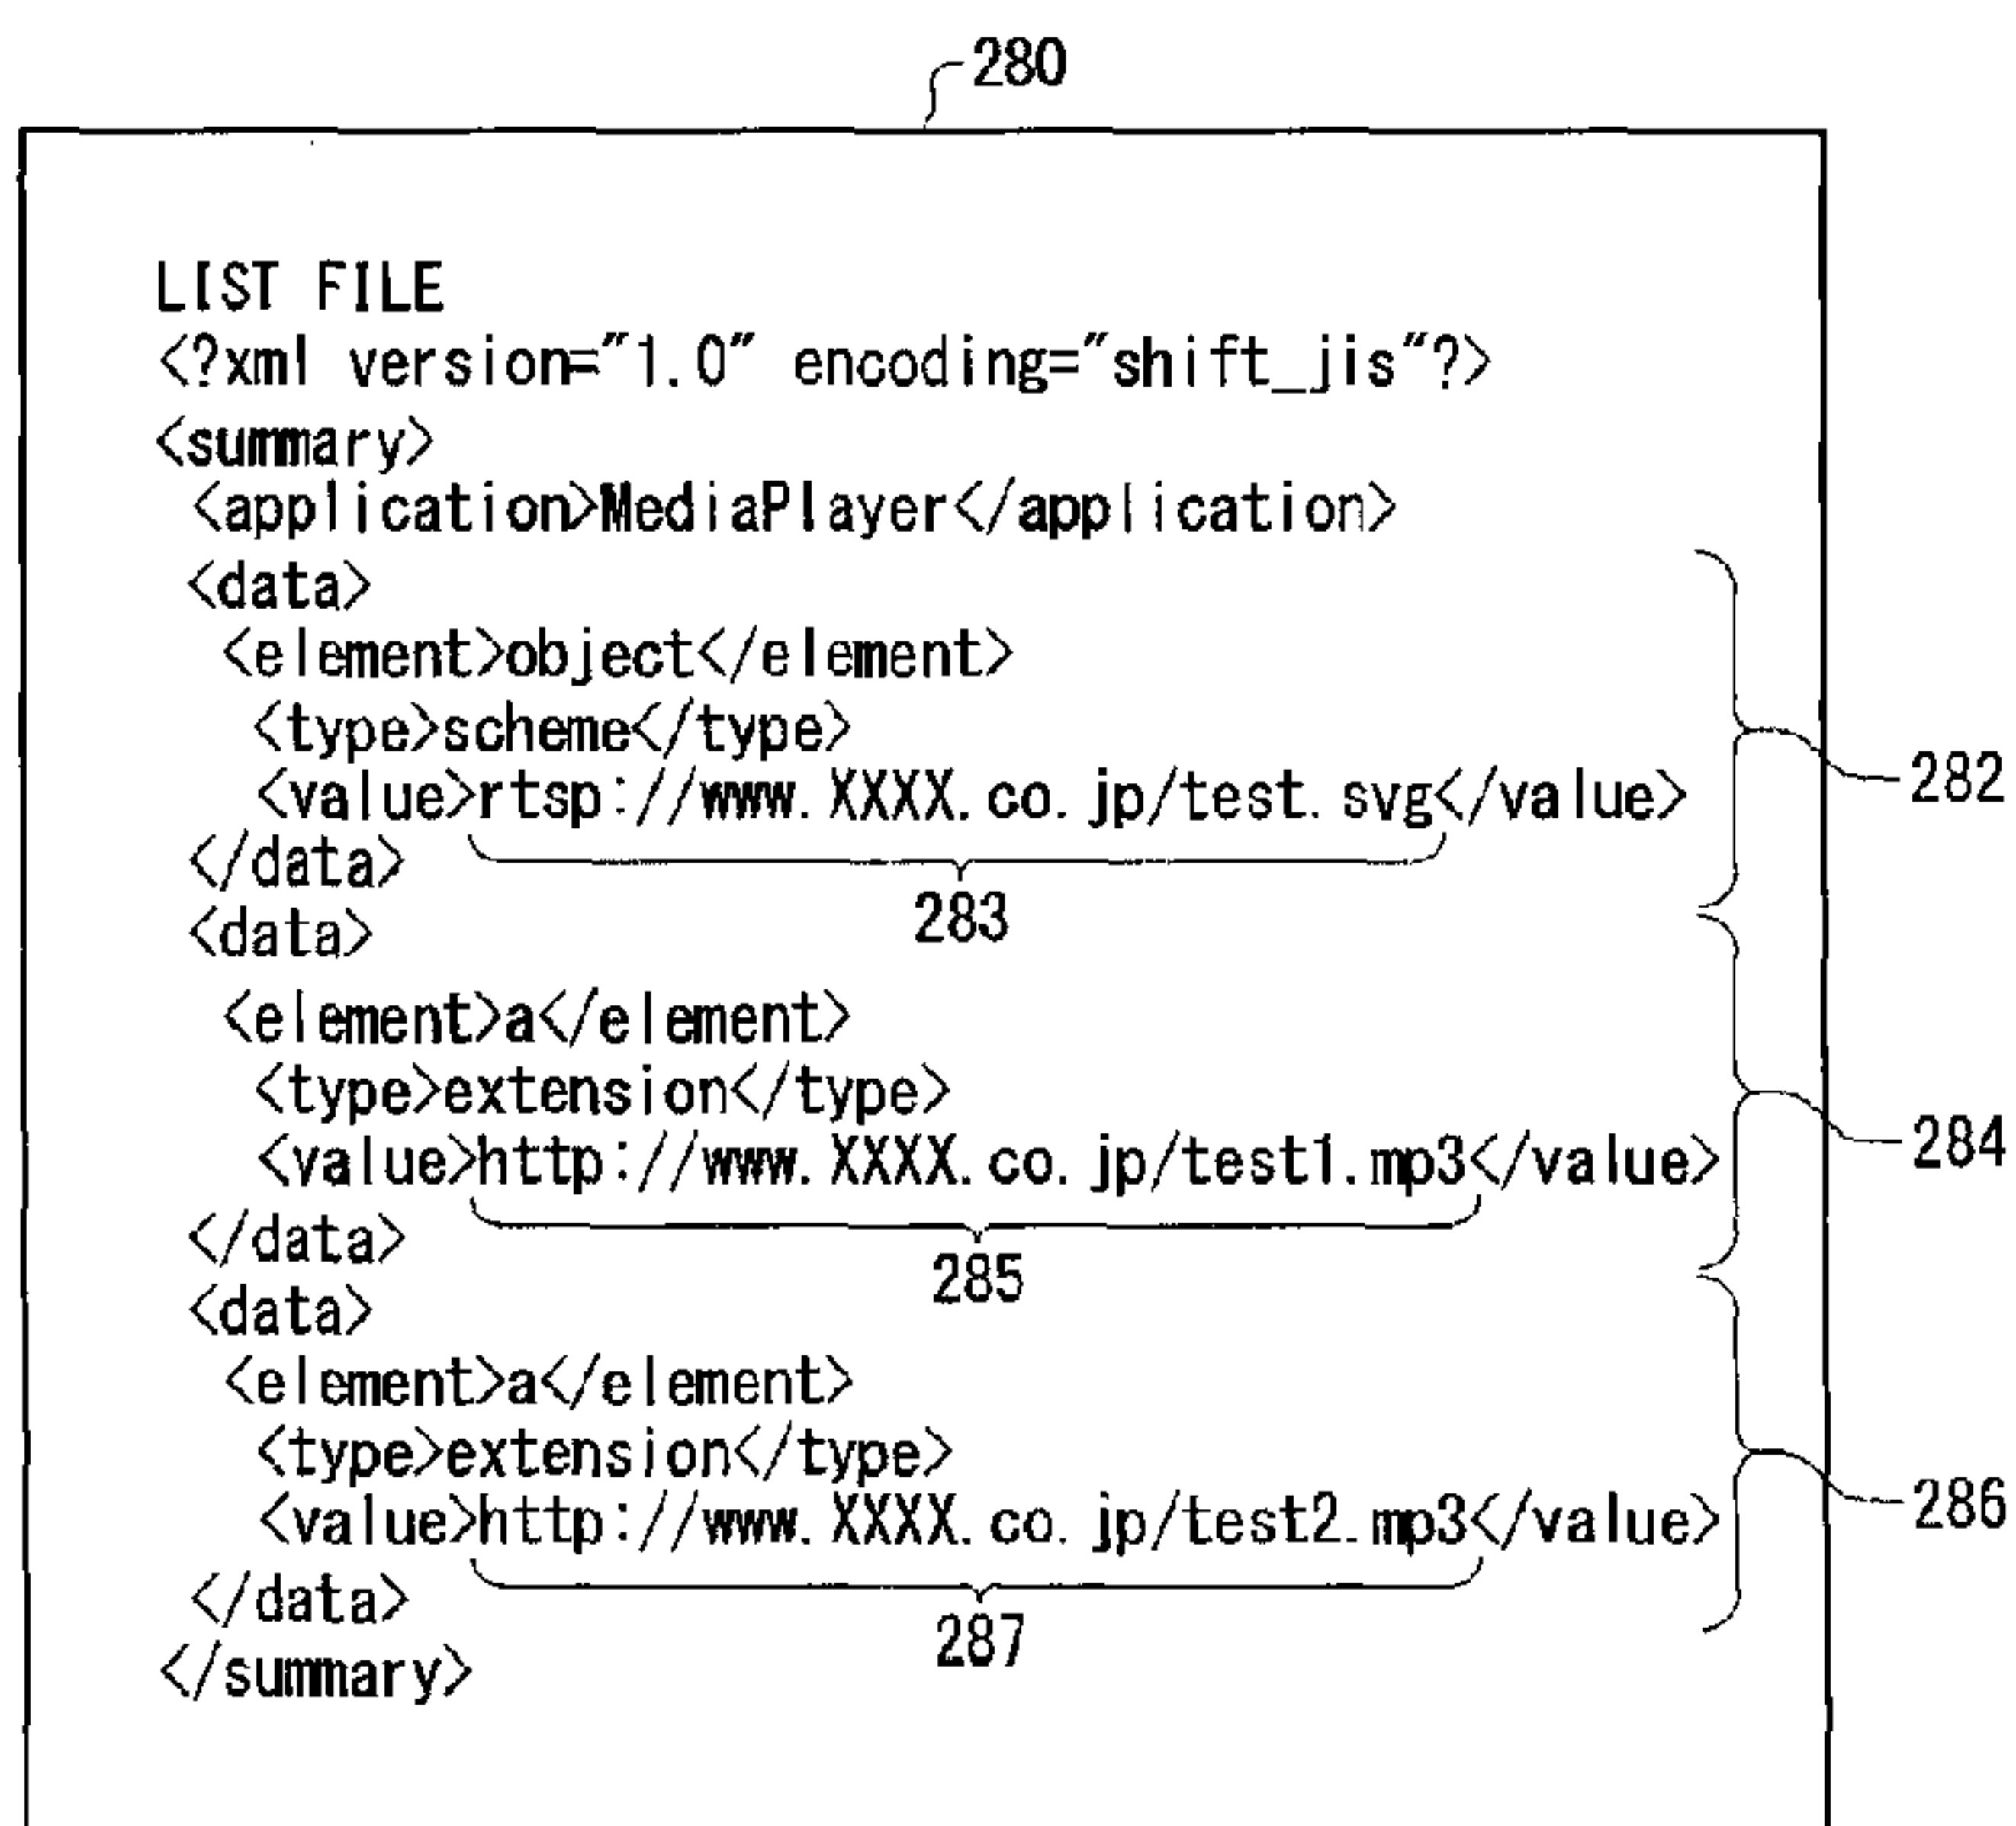 280
LIST FILE
<?xml version="1.0" encoding="shift_jis"?>
<summary>
<application>MediaPlayer</application>
<data>
<element>object</element>
<type>scheme</type>
<value>rtsp://www.XXXX.co.jp/test.svg</value>
282
</data>
283
<data>
<element>a</element>
<type>extension</type>
<value>http://www.XXXX.co.jp/test1.mp3</value>
284
</data>
285
<data>
<element>a</element>
<type>extension</type>
<value>http://www.XXXX.co.jp/test2.mp3</value>
286
</data>
287
</summary>